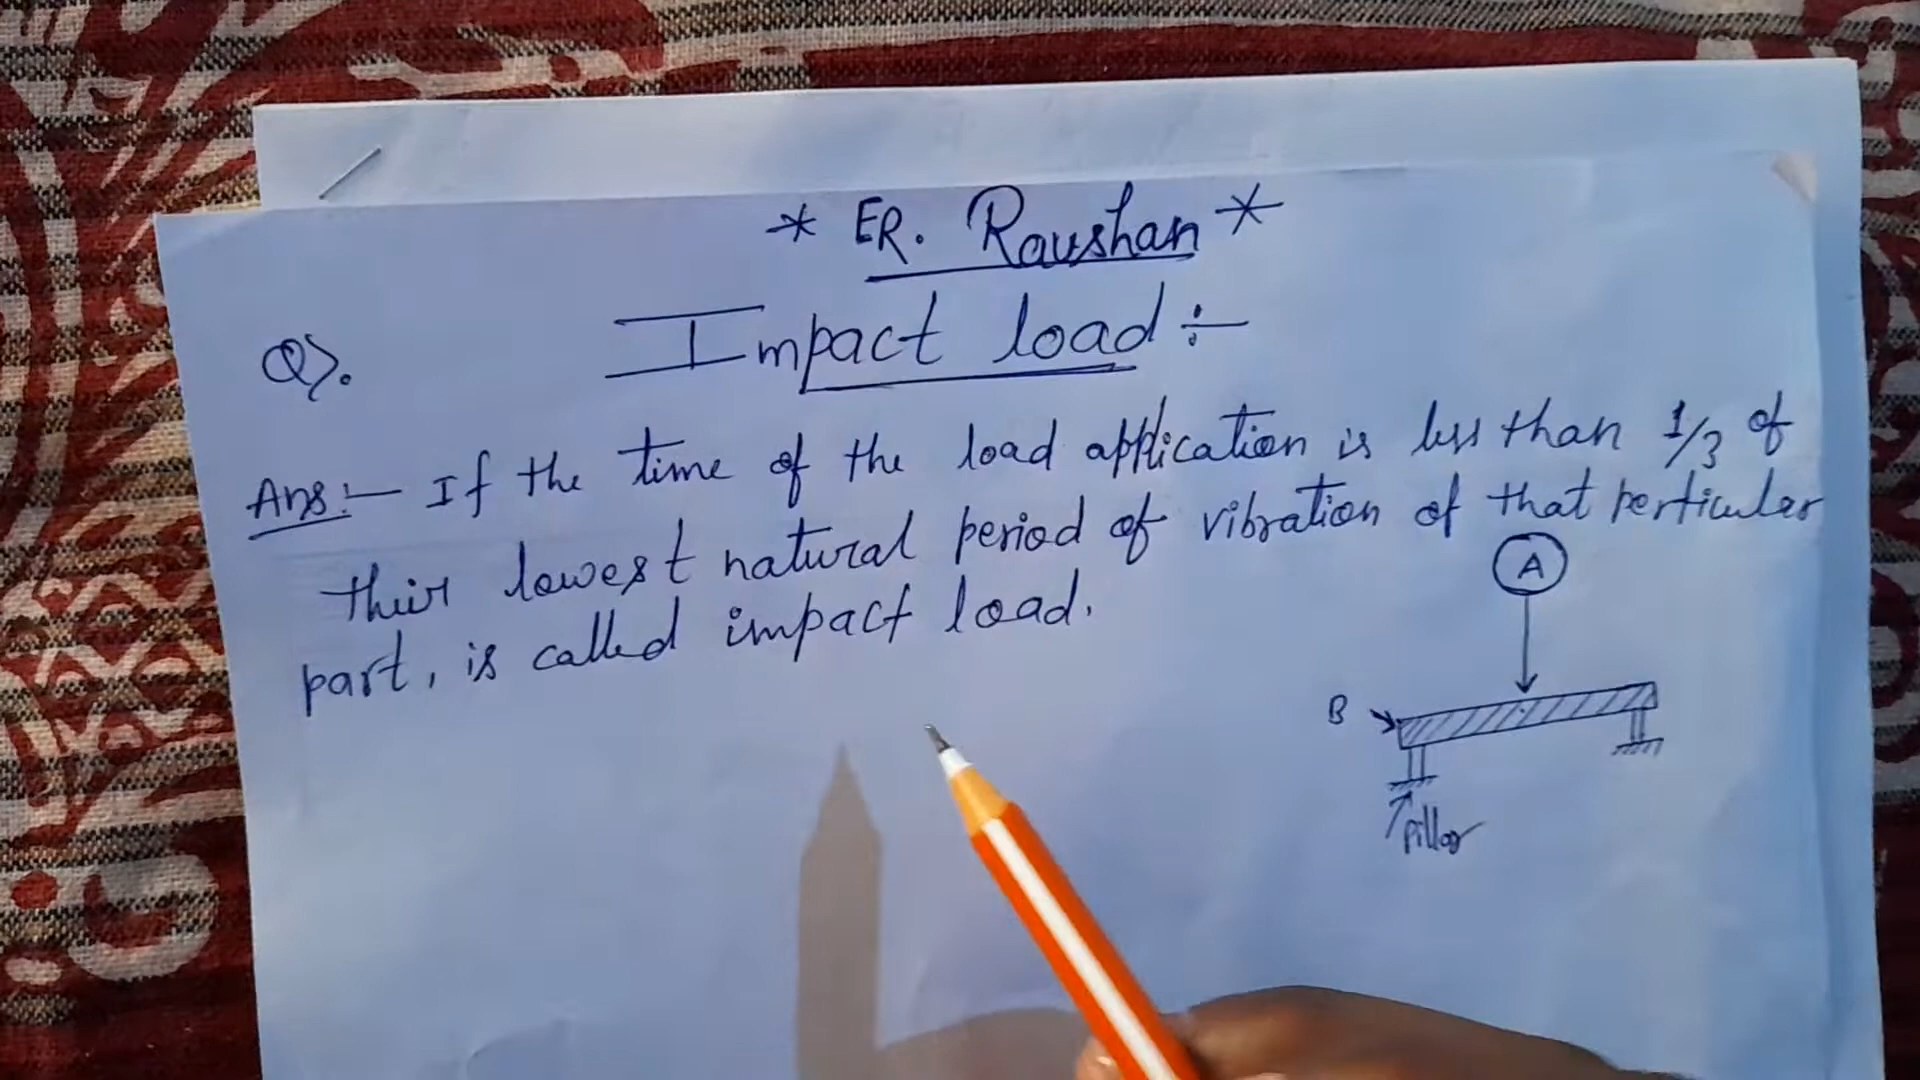 * ER. Raushan *
Q). Impact load :-
Ans:- If the time of the load application is less than 1/3 of
their lowest natural period of vibration of that perticular
part, is called impact load.
A
B
Pillar